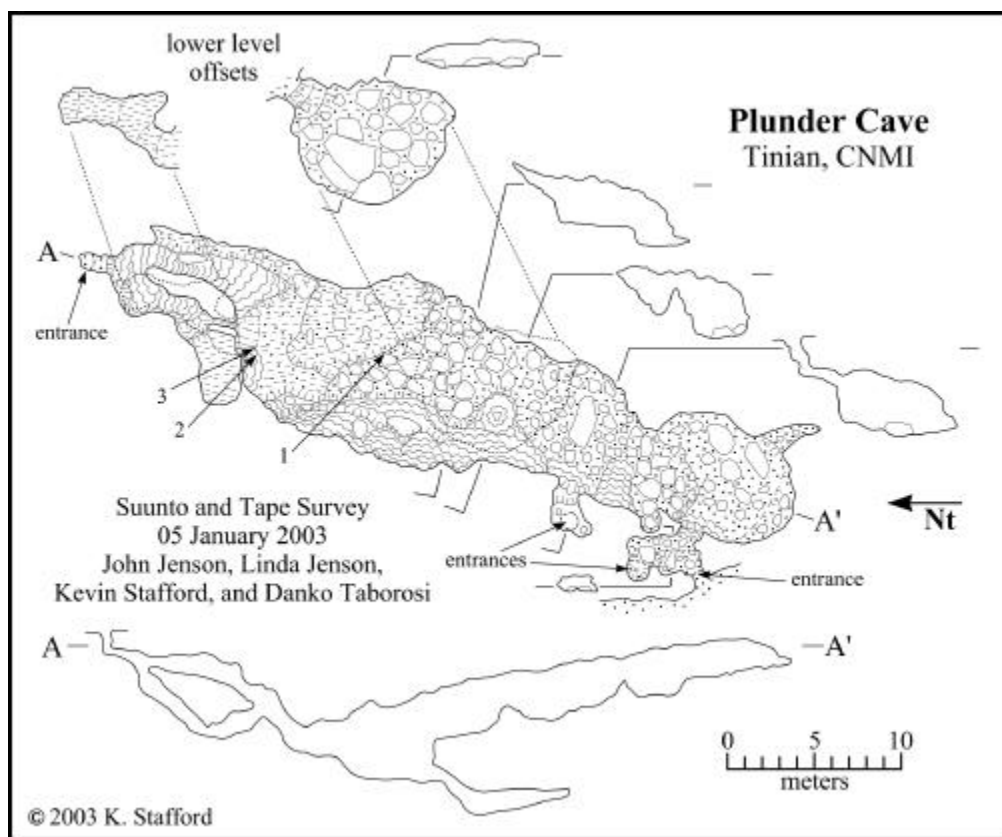 lower level
offsets
Plunder Cave
Tinian, CNMI
A
entrance
3
2
1
Suunto and Tape Survey
05 January 2003
John Jenson, Linda Jenson,
Kevin Stafford, and Danko Taborosi
entrances
entrance
A'
Nt
A
A'
0 5 10
meters
© 2003 K. Stafford